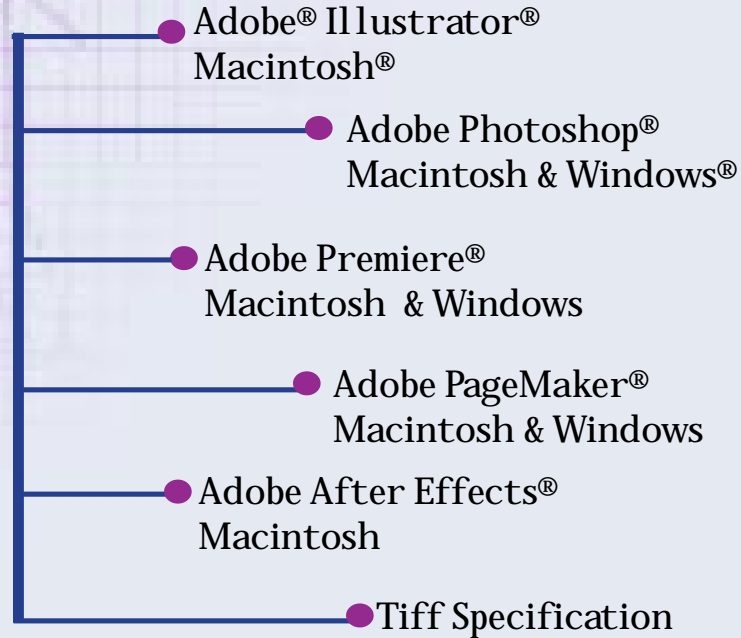 Adobe® Illustrator®
Macintosh®
Adobe Photoshop®
Macintosh & Windows®
Adobe Premiere®
Macintosh & Windows
Adobe PageMaker®
Macintosh & Windows
Adobe After Effects®
Macintosh
Tiff Specification